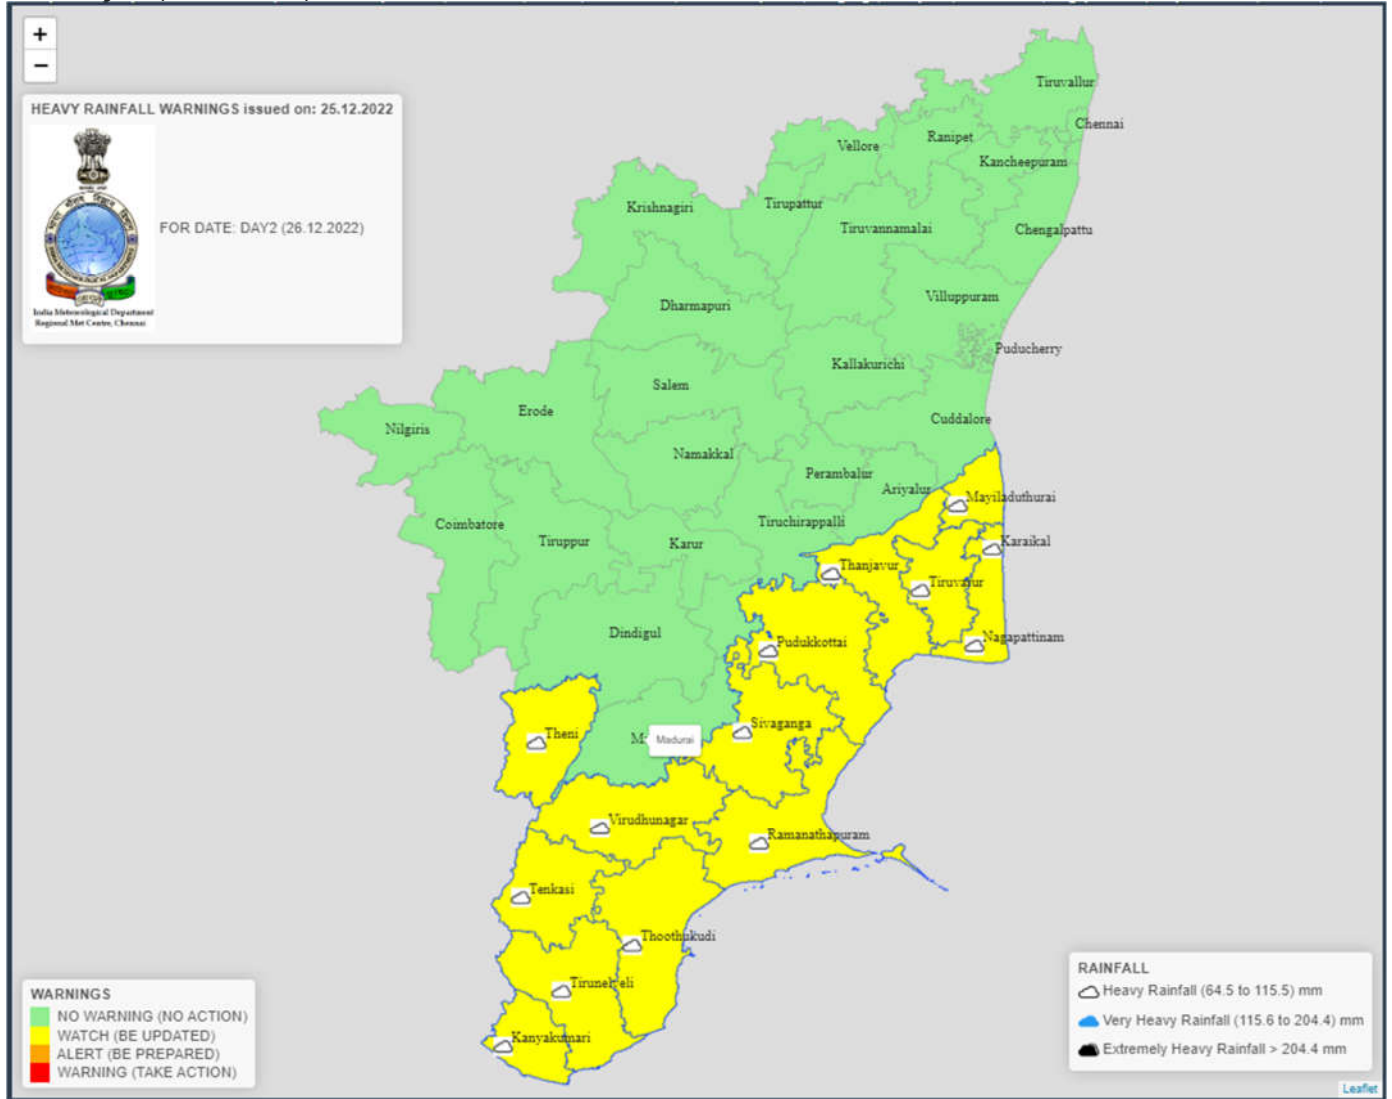 +
−
HEAVY RAINFALL WARNINGS issued on: 25.12.2022
India Meteorological Department
Regional Met Centre, Chennai
FOR DATE: DAY2 (26.12.2022)
Tiruvallur
Chennai
Ranipet
Vellore
Kancheepuram
Krishnagiri
Tirupattur
Tiruvannamalai
Chengalpattu
Villuppuram
Dharmapuri
Puducherry
Kallakurichi
Salem
Erode
Cuddalore
Nilgiris
Namakkal
Perambalur
Ariyalur
Mayiladuthurai
Tiruchirappalli
Coimbatore
Tiruppur
Karur
Karaikal
Thanjavur
Tiruvarur
Dindigul
Pudukkottai
Nagapattinam
Sivaganga
Theni
Madurai
Virudhunagar
Ramanathapuram
Tenkasi
Thoothukudi
Tirunelveli
Kanyakumari
WARNINGS
NO WARNING (NO ACTION)
WATCH (BE UPDATED)
ALERT (BE PREPARED)
WARNING (TAKE ACTION)
RAINFALL
Heavy Rainfall (64.5 to 115.5) mm
Very Heavy Rainfall (115.6 to 204.4) mm
Extremely Heavy Rainfall > 204.4 mm
Leaflet